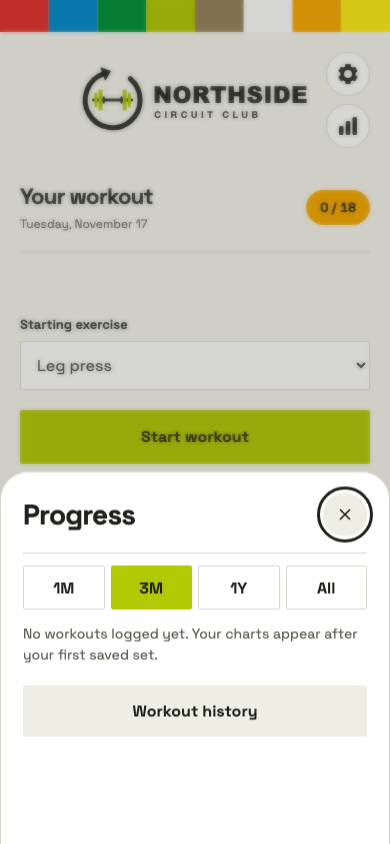 NORTHSIDE
CIRCUIT CLUB
Your workout
Tuesday, November 17
0 / 18
Starting exercise
Leg press
Start workout
Progress
1M 3M 1Y All
No workouts logged yet. Your charts appear after
your first saved set.
Workout history